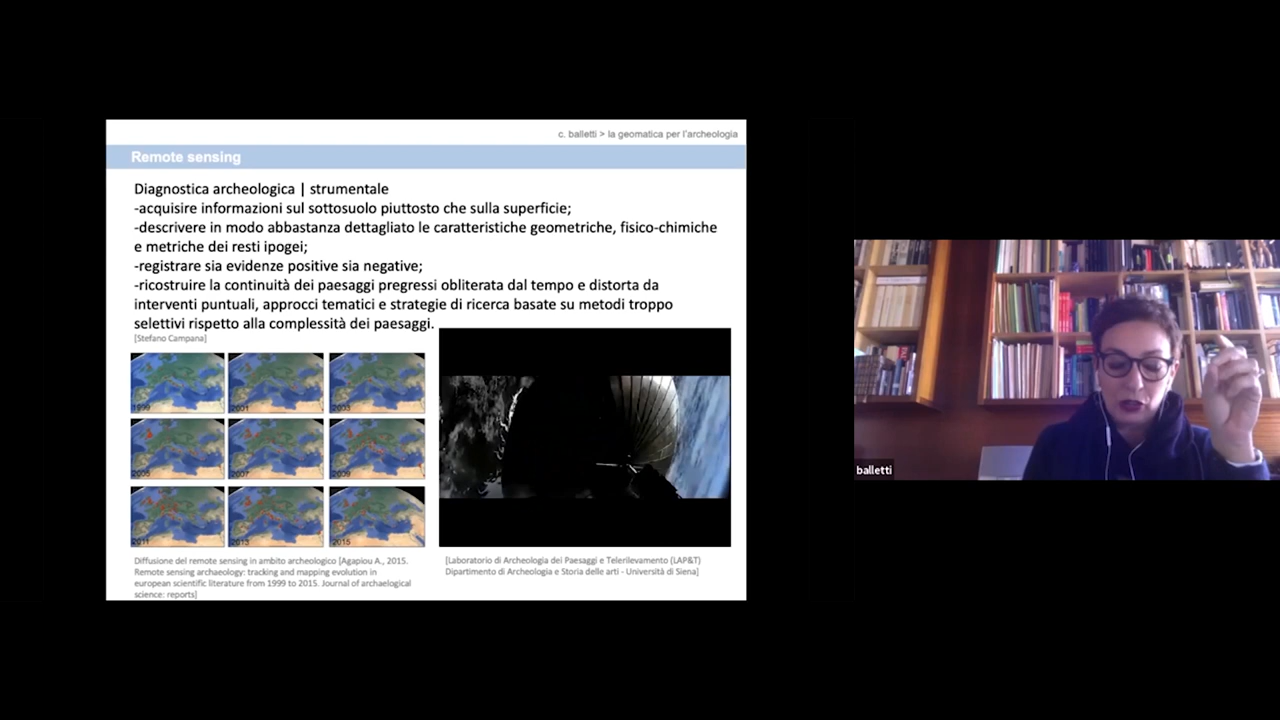 c. balletti > la geomatica per l'archeologia
Remote sensing
Diagnostica archeologica | strumentale
-acquisire informazioni sul sottosuolo piuttosto che sulla superficie;
-descrivere in modo abbastanza dettagliato le caratteristiche geometriche, fisico-chimiche
e metriche dei resti ipogei;
-registrare sia evidenze positive sia negative;
-ricostruire la continuità dei paesaggi pregressi obliterata dal tempo e distorta da
interventi puntuali, approcci tematici e strategie di ricerca basate su metodi troppo
selettivi rispetto alla complessità dei paesaggi.
[Stefano Campana]
1999
2001
2003
2005
2007
2009
2011
2013
2015
Diffusione del remote sensing in ambito archeologico [Agapiou A., 2015.
Remote sensing archaeology: tracking and mapping evolution in
european scientific literature from 1999 to 2015. Journal of archaelogical
science: reports]
[Laboratorio di Archeologia dei Paesaggi e Telerilevamento (LAP&T)
Dipartimento di Archeologia e Storia delle arti - Università di Siena]
balletti